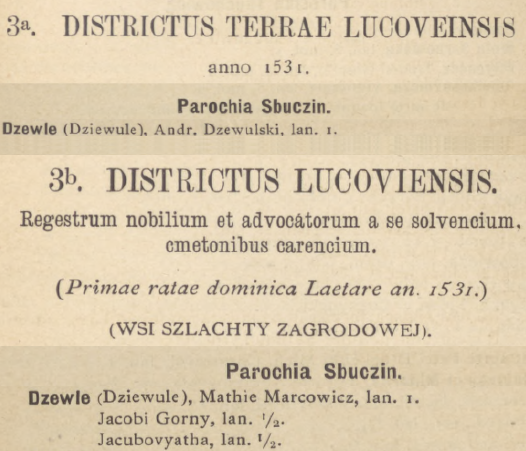 3a. DISTRICTUS TERRAE LUCOVEINSIS
anno 1531.
Parochia Sbuczin.
Dzewle (Dziewule), Andr. Dzewulski, lan. 1.
3b. DISTRICTUS LUCOVIENSIS.
Regestrum nobilium et advocatorum a se solvencium,
cmetonibus carencium.
(Primae ratae dominica Laetare an. 1531.)
(WSI SZLACHTY ZAGRODOWEJ).
Parochia Sbuczin.
Dzewle (Dziewule), Mathie Marcowicz, lan. 1.
Jacobi Gorny, lan. 1/2.
Jacubovyatha, lan. 1/2.